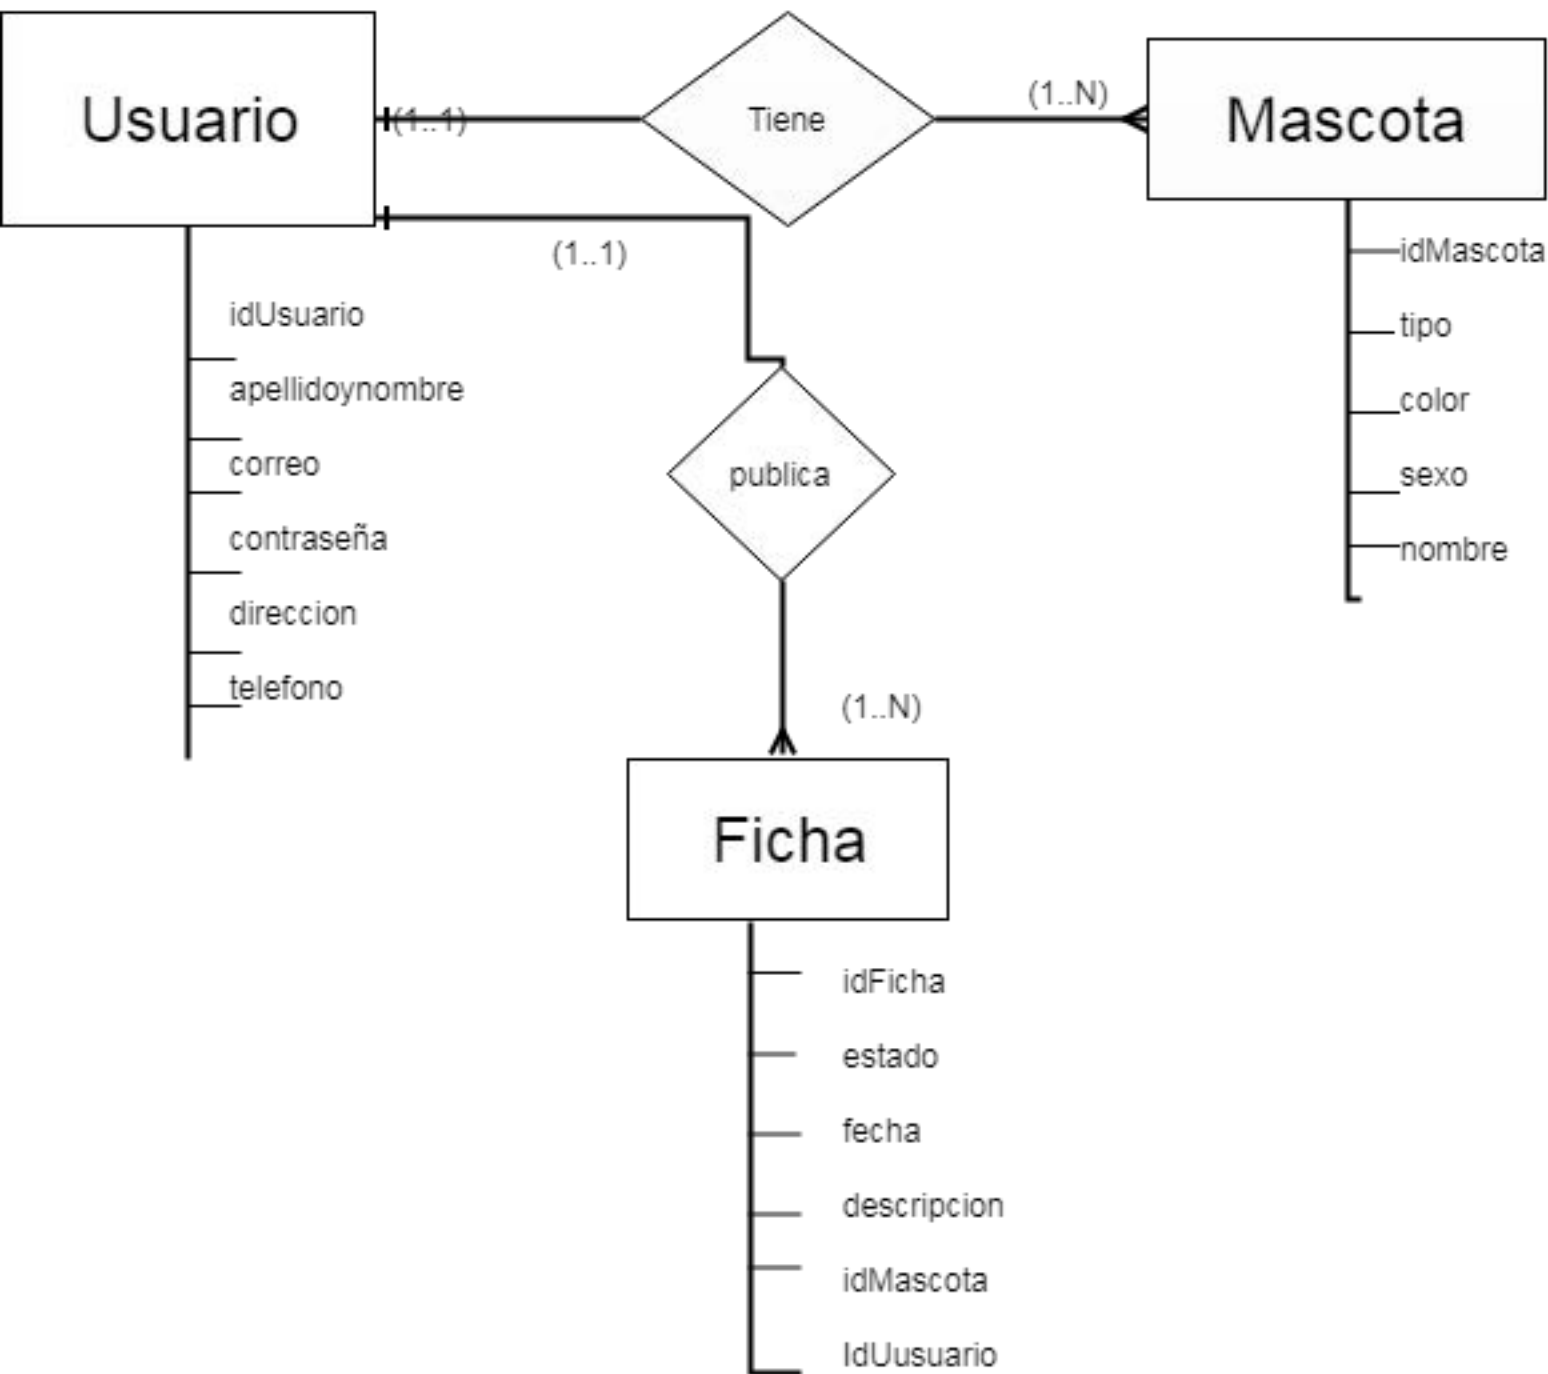 Usuario
(1..1)
Tiene
(1..N)
Mascota
(1..1)
idUsuario
apellidoynombre
correo
contraseña
direccion
telefono
idMascota
tipo
color
sexo
nombre
publica
(1..N)
Ficha
idFicha
estado
fecha
descripcion
idMascota
IdUusuario